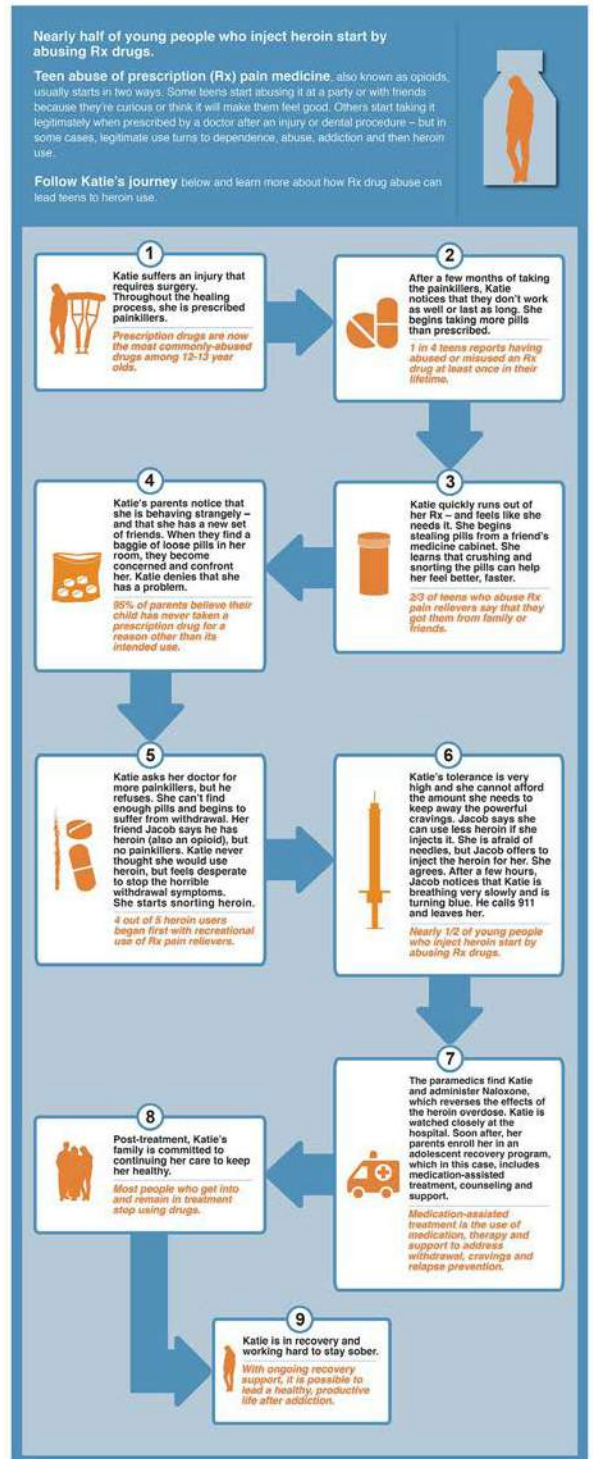 Nearly half of young people who inject heroin start by
abusing Rx drugs.
Teen abuse of prescription (Rx) pain medicine, also known as opioids,
usually starts in two ways. Some teens start abusing it at a party or with friends
because they're curious or think it will make them feel good. Others start taking it
legitimately when prescribed by a doctor after an injury or dental procedure – but in
some cases, legitimate use turns to dependence, abuse, addiction and then heroin
use.
Follow Katie's journey below and learn more about how Rx drug abuse can
lead teens to heroin use.
1
Katie suffers an injury that
requires surgery.
Throughout the healing
process, she is prescribed
painkillers.
Prescription drugs are now
the most commonly-abused
drugs among 12-13 year
olds.
2
After a few months of taking
the painkillers, Katie
notices that they don't work
as well or last as long. She
begins taking more pills
than prescribed.
1 in 4 teens reports having
abused or misused an Rx
drug at least once in their
lifetime.
3
Katie quickly runs out of
her Rx – and feels like she
needs it. She begins
stealing pills from a friend's
medicine cabinet. She
learns that crushing and
snorting the pills can help
her feel better, faster.
2/3 of teens who abuse Rx
pain relievers say that they
got them from family or
friends.
4
Katie's parents notice that
she is behaving strangely –
and that she has a new set
of friends. When they find a
baggie of loose pills in her
room, they become
concerned and confront
her. Katie denies that she
has a problem.
95% of parents believe their
child has never taken a
prescription drug for a
reason other than its
intended use.
5
Katie asks her doctor for
more painkillers, but he
refuses. She can't find
enough pills and begins to
suffer from withdrawal. Her
friend Jacob says he has
heroin (also an opioid), but
no painkillers. Katie never
thought she would use
heroin, but feels desperate
to stop the horrible
withdrawal symptoms.
She starts snorting heroin.
4 out of 5 heroin users
began first with recreational
use of Rx pain relievers.
6
Katie's tolerance is very
high and she cannot afford
the amount she needs to
keep away the powerful
cravings. Jacob says she
can use less heroin if she
injects it. She is afraid of
needles, but Jacob offers to
inject the heroin for her. She
agrees. After a few hours,
Jacob notices that Katie is
breathing very slowly and is
turning blue. He calls 911
and leaves her.
Nearly 1/2 of young people
who inject heroin start by
abusing Rx drugs.
7
The paramedics find Katie
and administer Naloxone,
which reverses the effects of
the heroin overdose. Katie is
watched closely at the
hospital. Soon after, her
parents enroll her in an
adolescent recovery program,
which in this case, includes
medication-assisted
treatment, counseling and
support.
Medication-assisted
treatment is the use of
medication, therapy and
support to address
withdrawal, cravings and
relapse prevention.
8
Post-treatment, Katie's
family is committed to
continuing her care to keep
her healthy.
Most people who get into
and remain in treatment
stop using drugs.
9
Katie is in recovery and
working hard to stay sober.
With ongoing recovery
support, it is possible to
lead a healthy, productive
life after addiction.